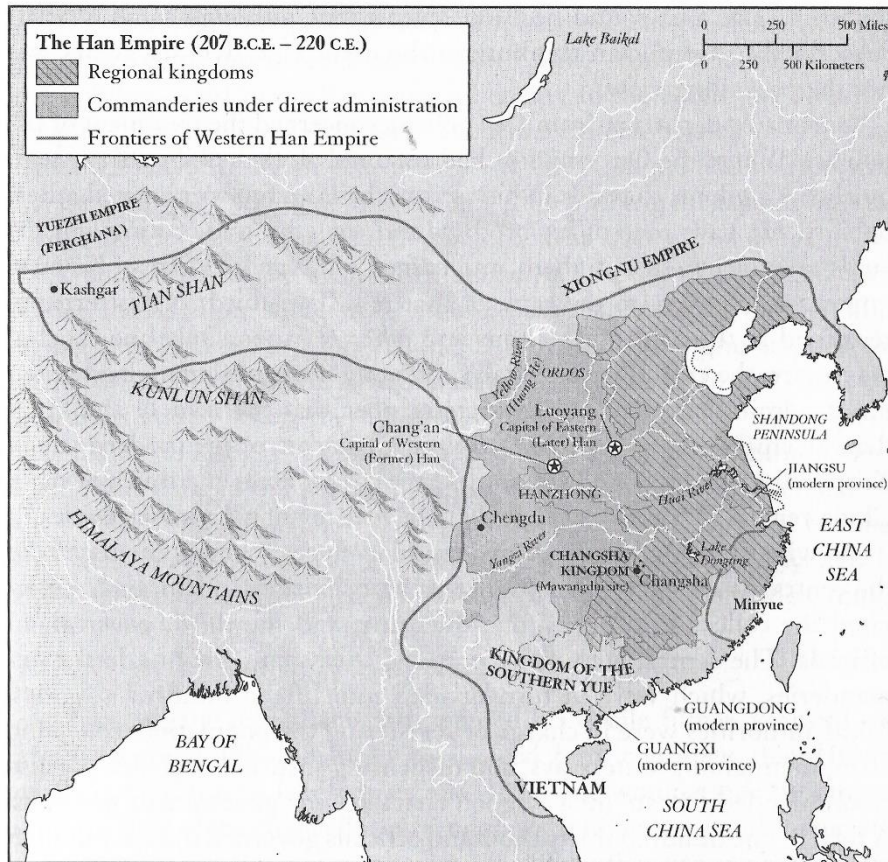 The Han Empire (207 B.C.E. – 220 C.E.)
Regional kingdoms
Commanderies under direct administration
Frontiers of Western Han Empire
Lake Baikal
0 250 500 Miles
0 250 500 Kilometers
YUEZHI EMPIRE
(FERGHANA)
Kashgar
TIAN SHAN
XIONGNU EMPIRE
KUNLUN SHAN
Yellow River
(Huang He)
ORDOS
Luoyang
Capital of Eastern
(Later) Han
Chang'an
Capital of Western
(Former) Han
SHANDONG
PENINSULA
JIANGSU
(modern province)
HANZHONG
Huai River
Chengdu
Yangzi River
HIMALAYA MOUNTAINS
CHANGSHA
KINGDOM
(Mawangdui site)
Changsha
Lake
Dongting
EAST
CHINA
SEA
Minyue
KINGDOM OF THE
SOUTHERN YUE
GUANGDONG
(modern province)
GUANGXI
(modern province)
BAY OF
BENGAL
VIETNAM
SOUTH
CHINA SEA